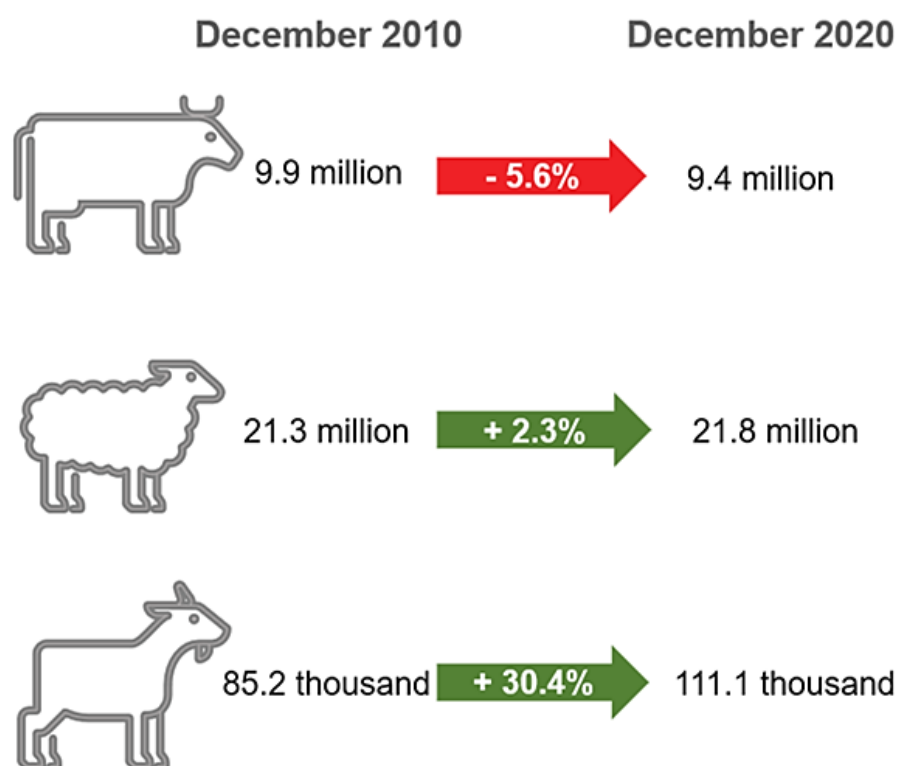 December 2010 December 2020
9.9 million - 5.6% 9.4 million
21.3 million + 2.3% 21.8 million
85.2 thousand + 30.4% 111.1 thousand